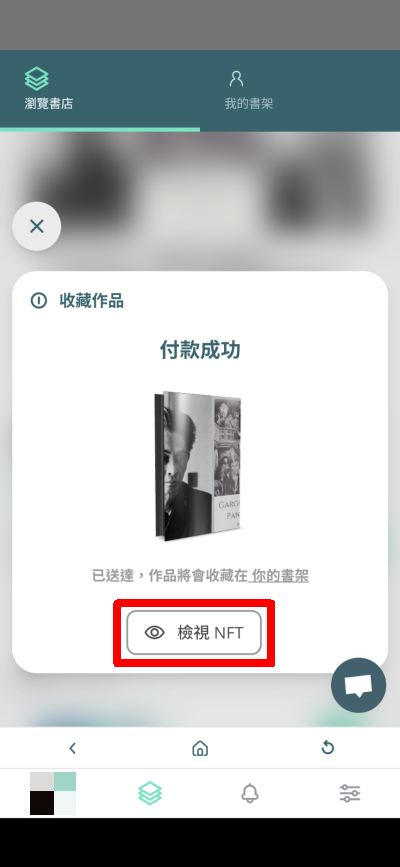 瀏覽書店
我的書架
收藏作品
付款成功
GARG
PAN
已送達，作品將會收藏在 你的書架
檢視 NFT